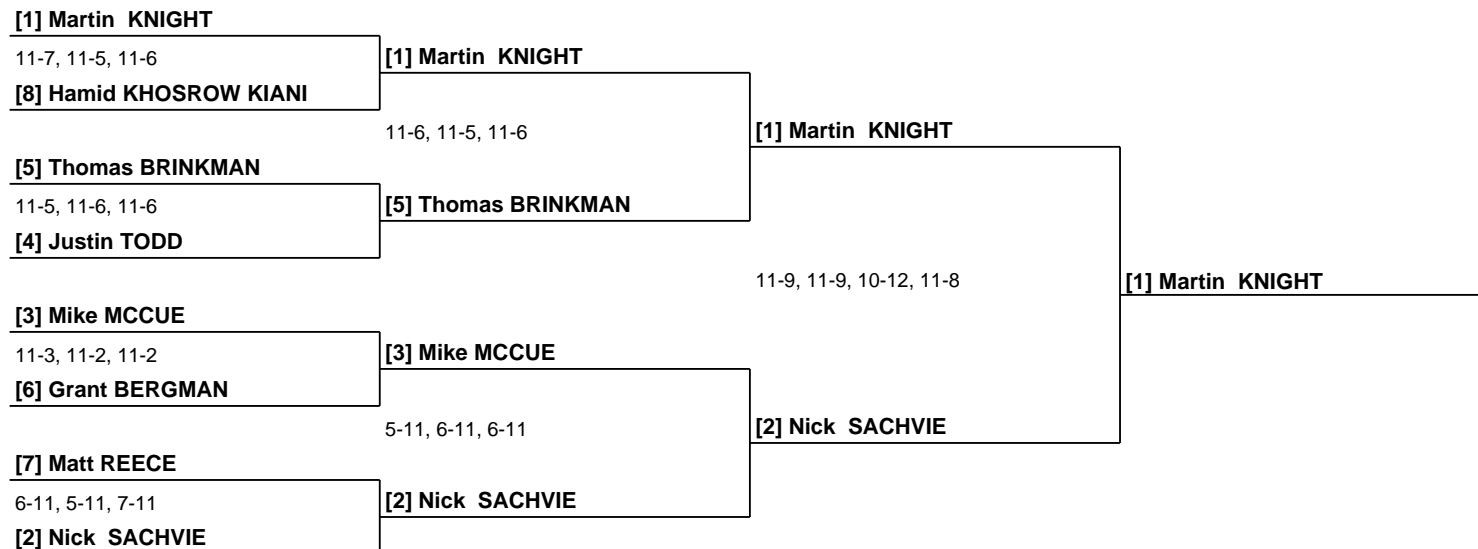 [1] Martin KNIGHT
11-7, 11-5, 11-6
[1] Martin KNIGHT
[8] Hamid KHOSROW KIANI
11-6, 11-5, 11-6
[1] Martin KNIGHT
[5] Thomas BRINKMAN
11-5, 11-6, 11-6
[5] Thomas BRINKMAN
[4] Justin TODD
11-9, 11-9, 10-12, 11-8
[1] Martin KNIGHT
[3] Mike MCCUE
11-3, 11-2, 11-2
[3] Mike MCCUE
[6] Grant BERGMAN
5-11, 6-11, 6-11
[2] Nick SACHVIE
[7] Matt REECE
6-11, 5-11, 7-11
[2] Nick SACHVIE
[2] Nick SACHVIE